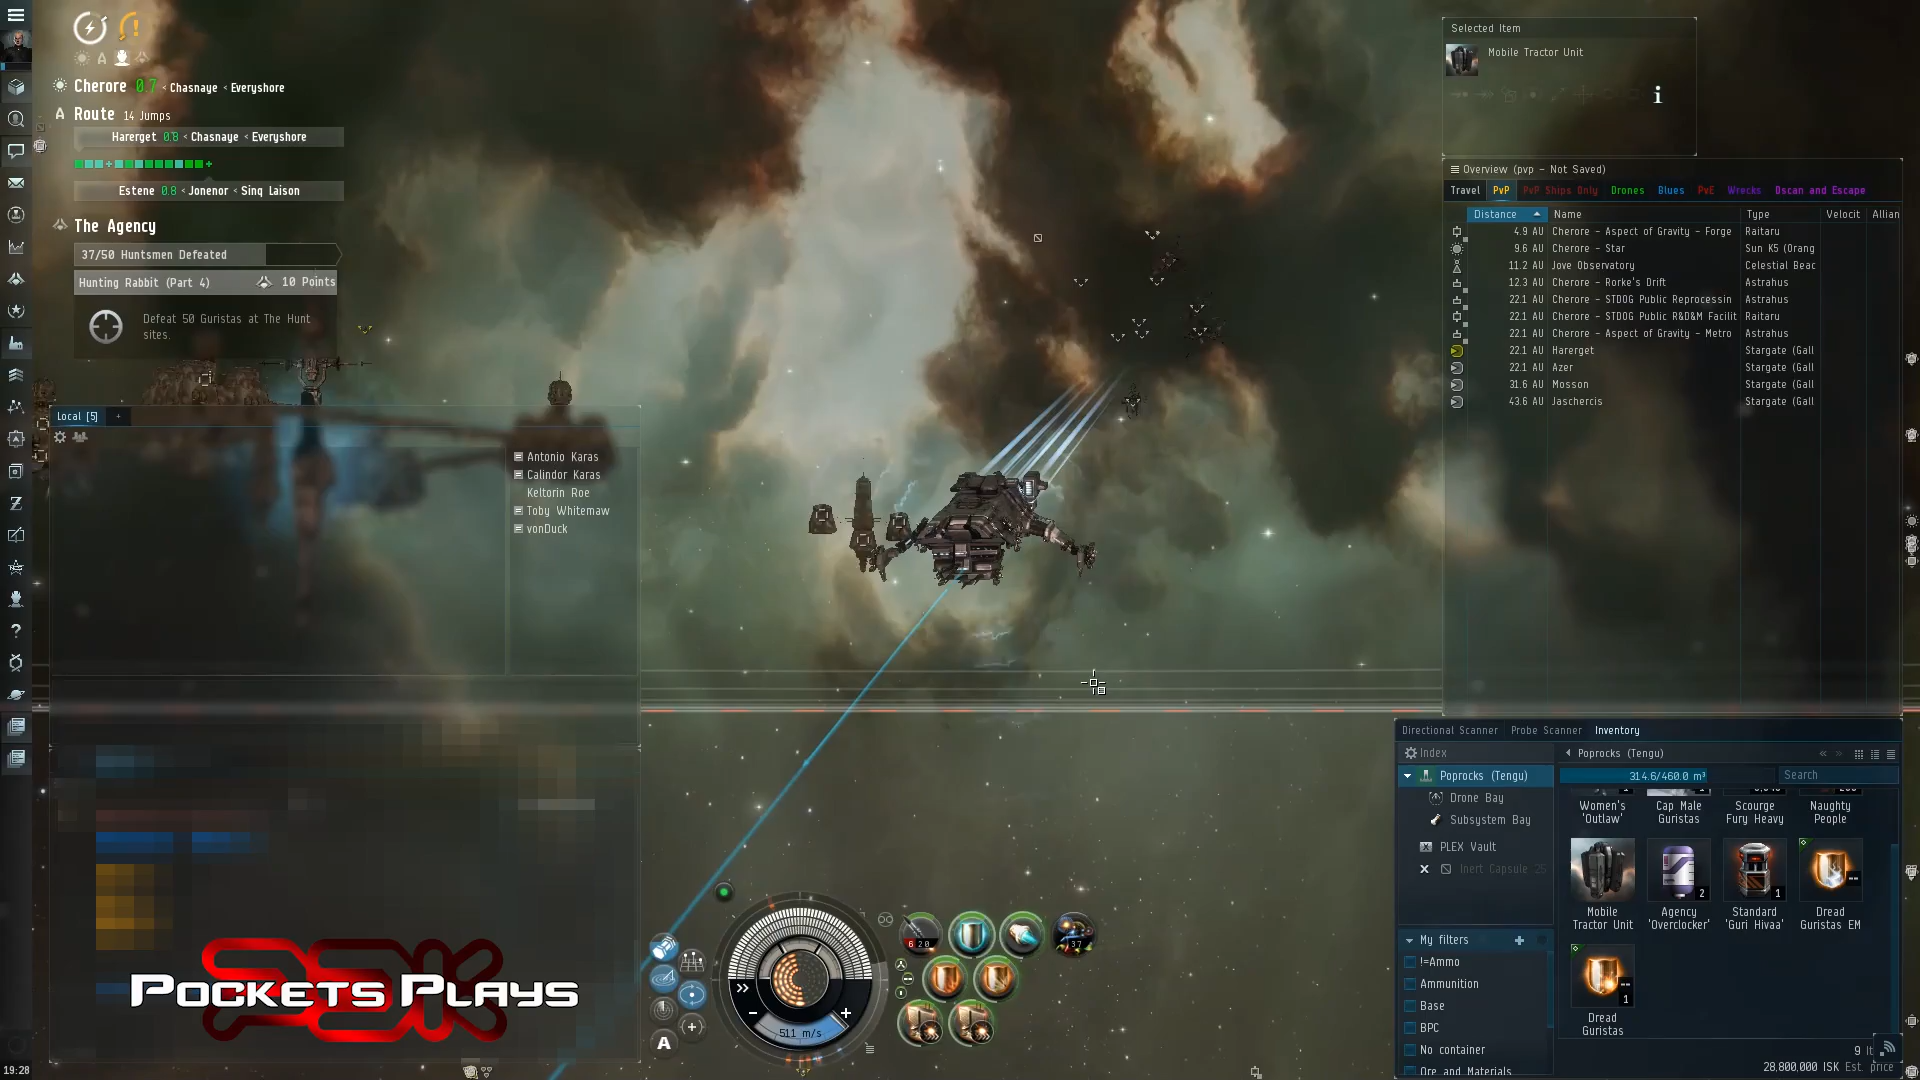 Cherore 0.7 < Chasnaye < Everyshore
Route 14 Jumps
Harerget 0.8 < Chasnaye < Everyshore
Estene 0.8 < Jonenor < Sinq Laison
The Agency
37/50 Huntsmen Defeated
Hunting Rabbit (Part 4) 10 Points
Defeat 50 Guristas at The Hunt
sites.
Local [5] +
Antonio Karas
Calindor Karas
Keltorin Roe
Toby Whitemaw
vonDuck
Pockets Plays
19:28
A
511 m/s
6 20
37
Selected Item
Mobile Tractor Unit
Overview (pvp - Not Saved)
Travel PvP PvP Ships Only Drones Blues PvE Wrecks Dscan and Escape
Distance Name Type Velocit Allian
4.9 AU Cherore - Aspect of Gravity - Forge Raitaru
9.6 AU Cherore - Star Sun K5 (Orang
11.2 AU Jove Observatory Celestial Beac
12.3 AU Cherore - Rorke's Drift Astrahus
22.1 AU Cherore - STDOG Public Reprocessin Astrahus
22.1 AU Cherore - STDOG Public R&D&M Facilit Raitaru
22.1 AU Cherore - Aspect of Gravity - Metro Astrahus
22.1 AU Harerget Stargate (Gall
22.1 AU Azer Stargate (Gall
31.6 AU Mosson Stargate (Gall
43.6 AU Jaschercis Stargate (Gall
Directional Scanner Probe Scanner Inventory
Index
Poprocks (Tengu)
Drone Bay
Subsystem Bay
PLEX Vault
Inert Capsule 25
My filters +
!=Ammo
Ammunition
Base
BPC
No container
Ore and Materials
Poprocks (Tengu)
314.6/460.0 m³ Search
Women's
'Outlaw'
Cap Male
Guristas
Scourge
Fury Heavy
Naughty
People
Mobile
Tractor Unit
2
Agency
'Overclocker'
1
Standard
'Guri Hivaa'
Dread
Guristas EM
1
Dread
Guristas
28,800,000 ISK Est. price